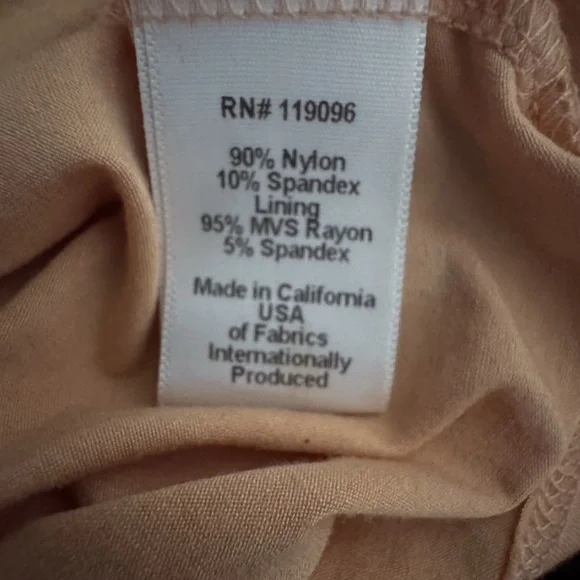 RN# 119096
90% Nylon
10% Spandex
Lining
95% MVS Rayon
5% Spandex
Made in California
USA
of Fabrics
Internationally
Produced